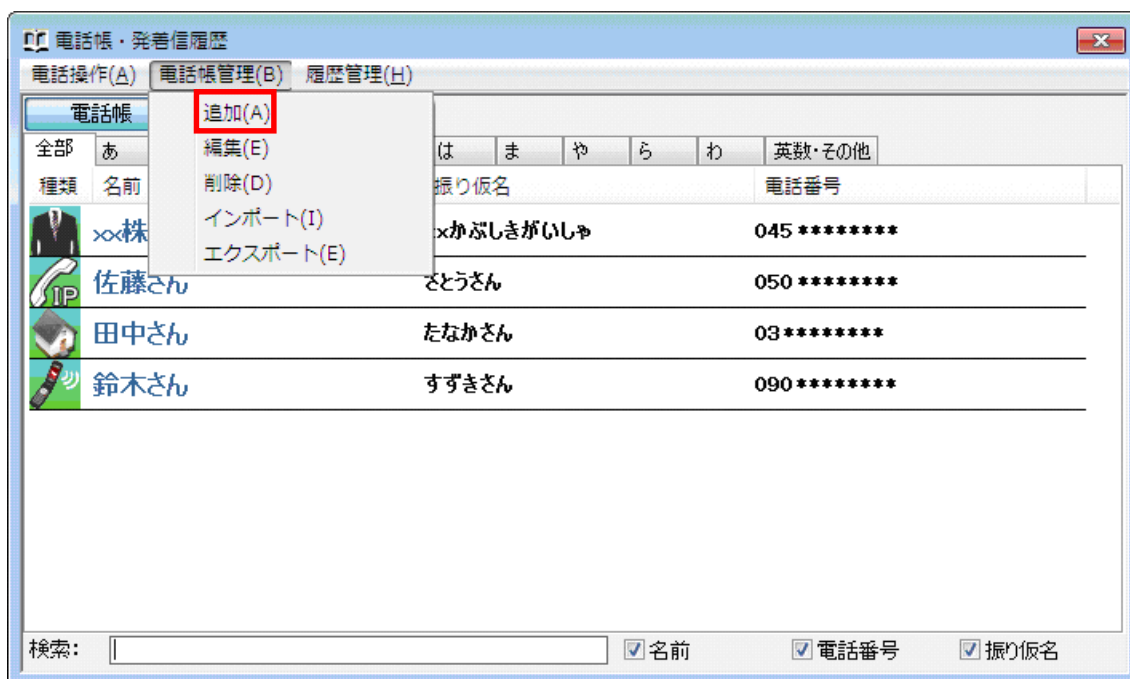 電話帳・発着信履歴
電話操作(A) 電話帳管理(B) 履歴管理(H)
電話帳
追加(A)
編集(E)
削除(D)
インポート(I)
エクスポート(E)
全部 あ は ま や ら わ 英数・その他
種類 名前 振り仮名 電話番号
xx株 xかぶしきがいしゃ 045********
IP 佐藤さん さとうさん 050********
田中さん たなかさん 03********
鈴木さん すずきさん 090********
検索: 名前 電話番号 振り仮名